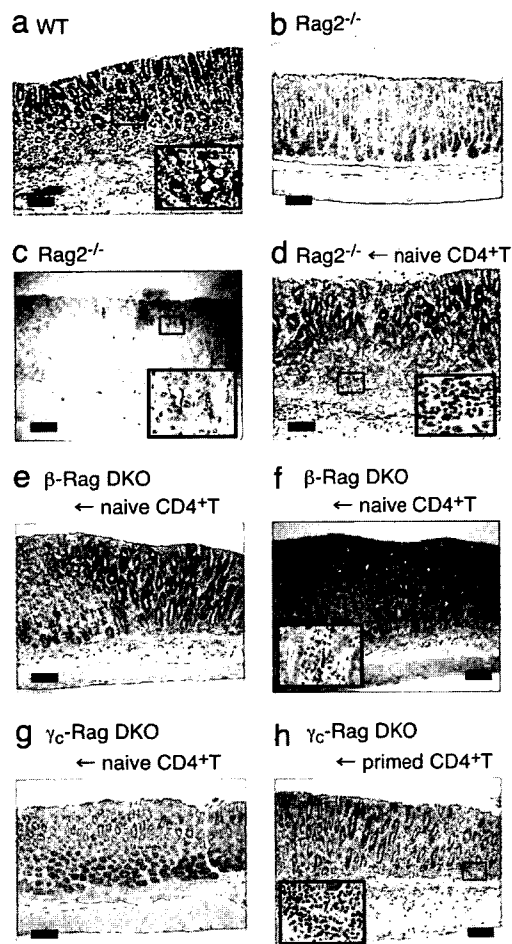 a WT
b Rag2-/-
c Rag2-/-
d Rag2-/- ← naive CD4+T
e β-Rag DKO
← naive CD4+T
f β-Rag DKO
← naive CD4+T
g γc-Rag DKO
← naive CD4+T
h γc-Rag DKO
← primed CD4+T